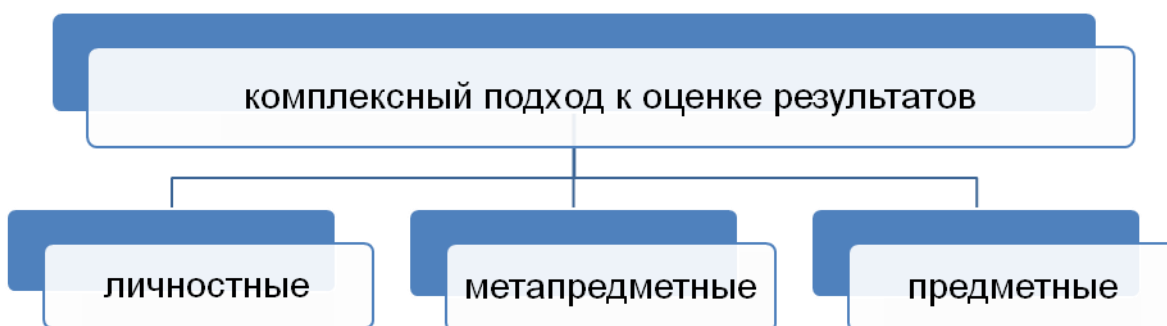 комплексный подход к оценке результатов
личностные
метапредметные
предметные